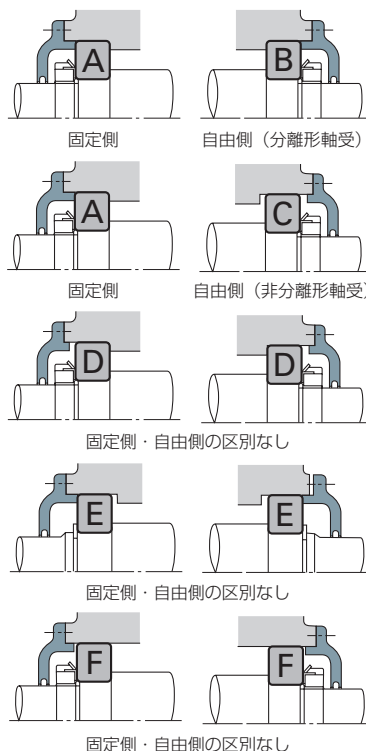 A B
固定側 自由側（分離形軸受）
A C
固定側 自由側（非分離形軸受）
D D
固定側・自由側の区別なし
E E
固定側・自由側の区別なし
F F
固定側・自由側の区別なし